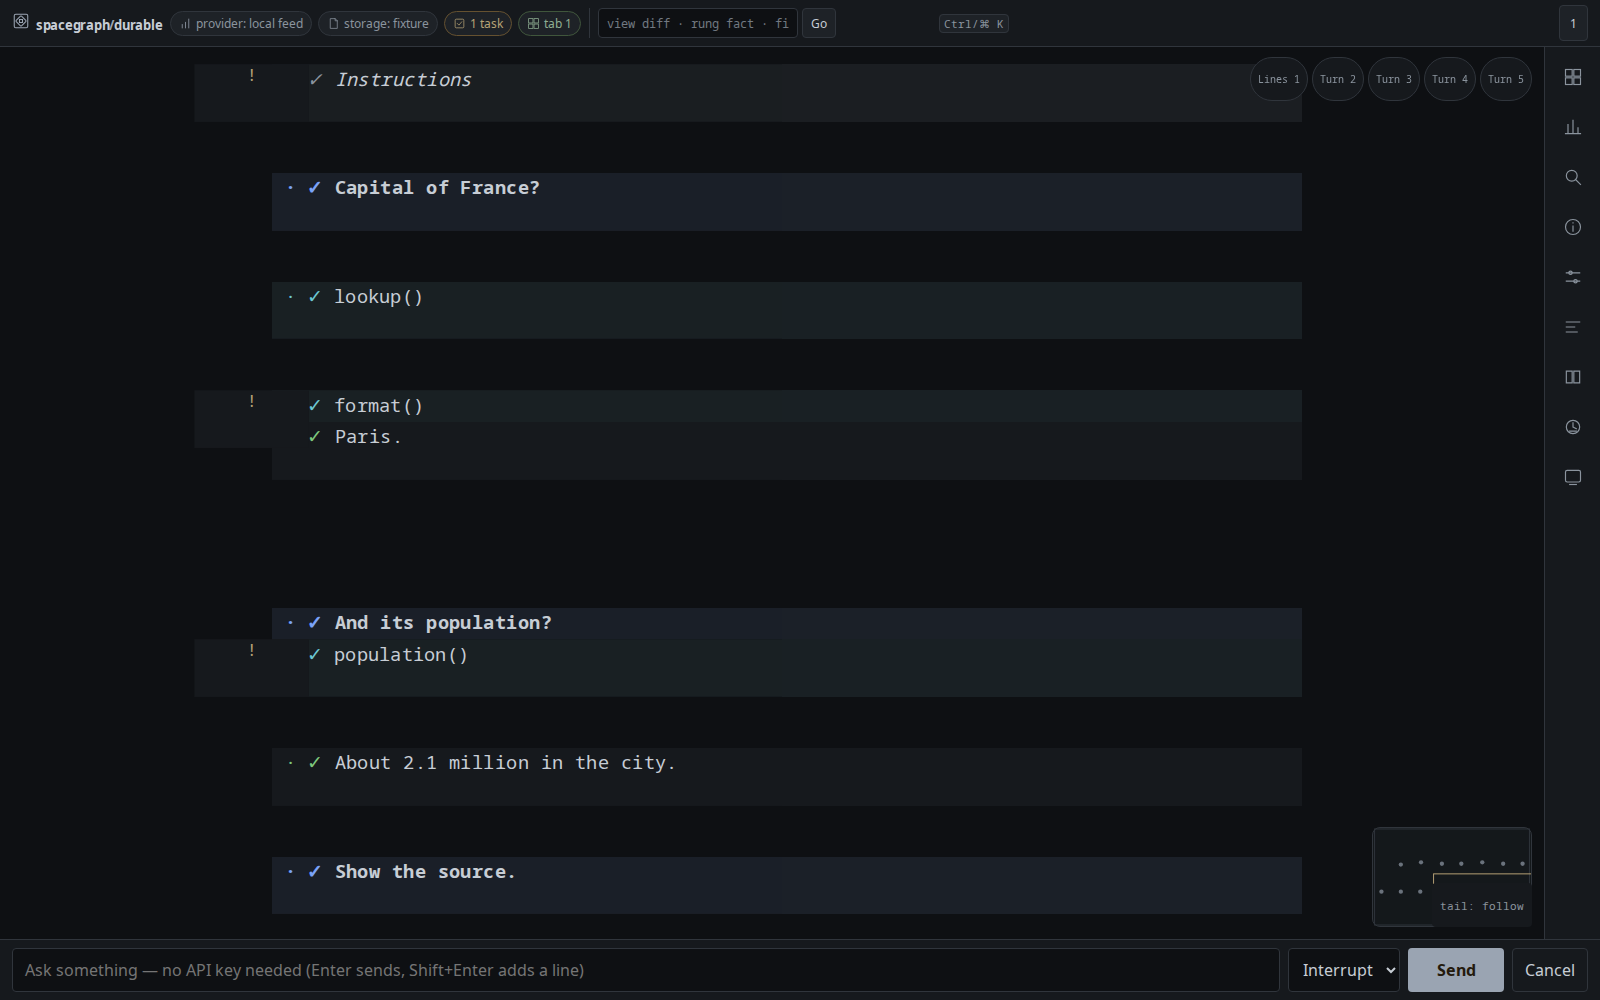 spacegraph/durable provider: local feed storage: fixture 1 task tab 1 view diff · rung fact · fi Go Ctrl/⌘ K 1
! ✓ Instructions
Lines 1 Turn 2 Turn 3 Turn 4 Turn 5
· ✓ Capital of France?
· ✓ lookup()
! ✓ format()
✓ Paris.
· ✓ And its population?
! ✓ population()
· ✓ About 2.1 million in the city.
· ✓ Show the source.
tail: follow
Ask something — no API key needed (Enter sends, Shift+Enter adds a line) Interrupt Send Cancel